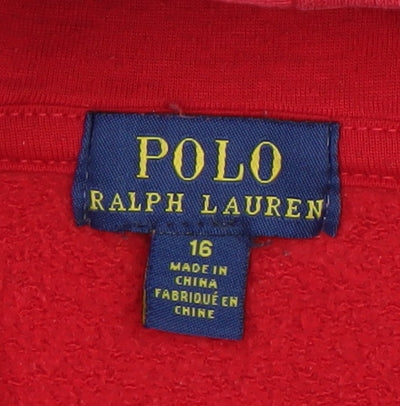 POLO
RALPH LAUREN
16
MADE IN
CHINA
FABRIQUÉ EN
CHINE